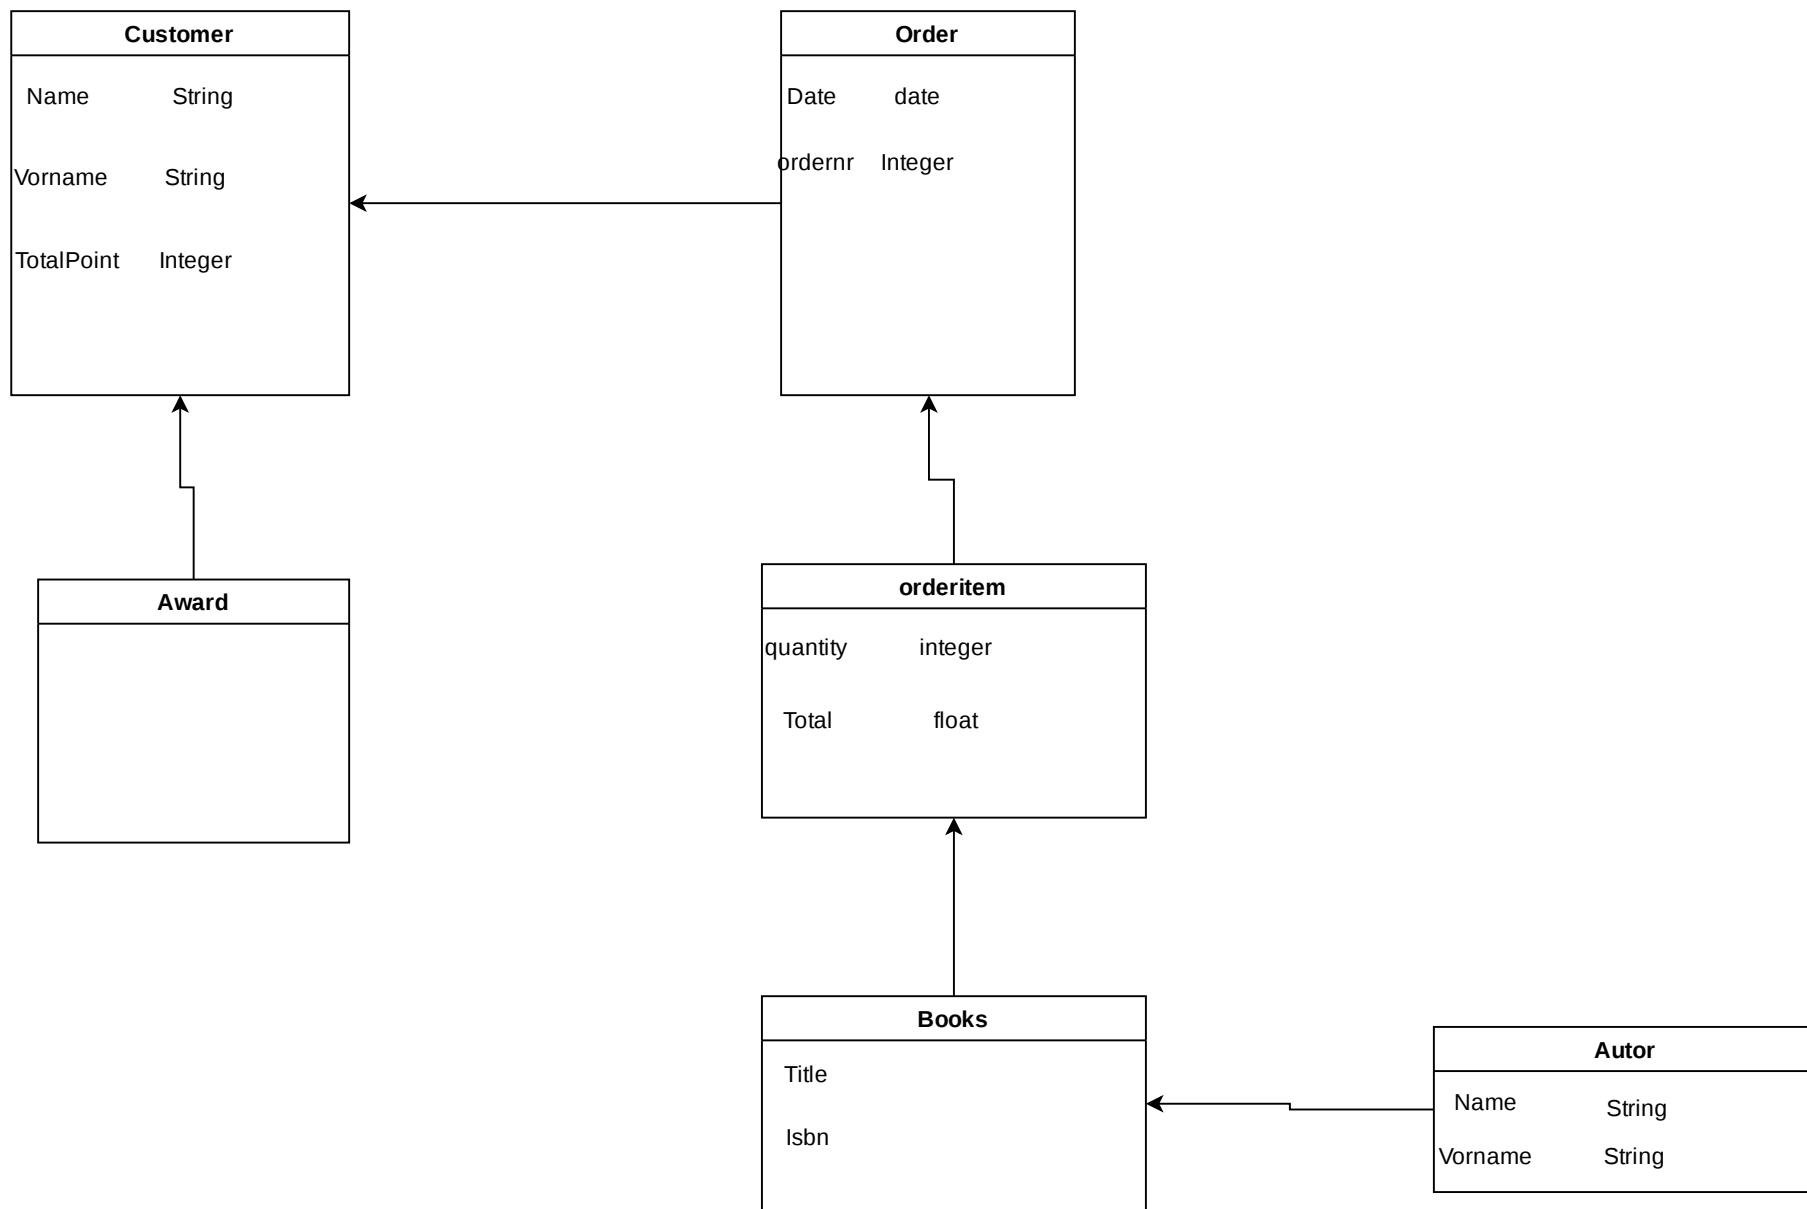 Customer
Name String
Vorname String
TotalPoint Integer
Order
Date date
ordernr Integer
Award
orderitem
quantity integer
Total float
Books
Title
Isbn
Autor
Name String
Vorname String